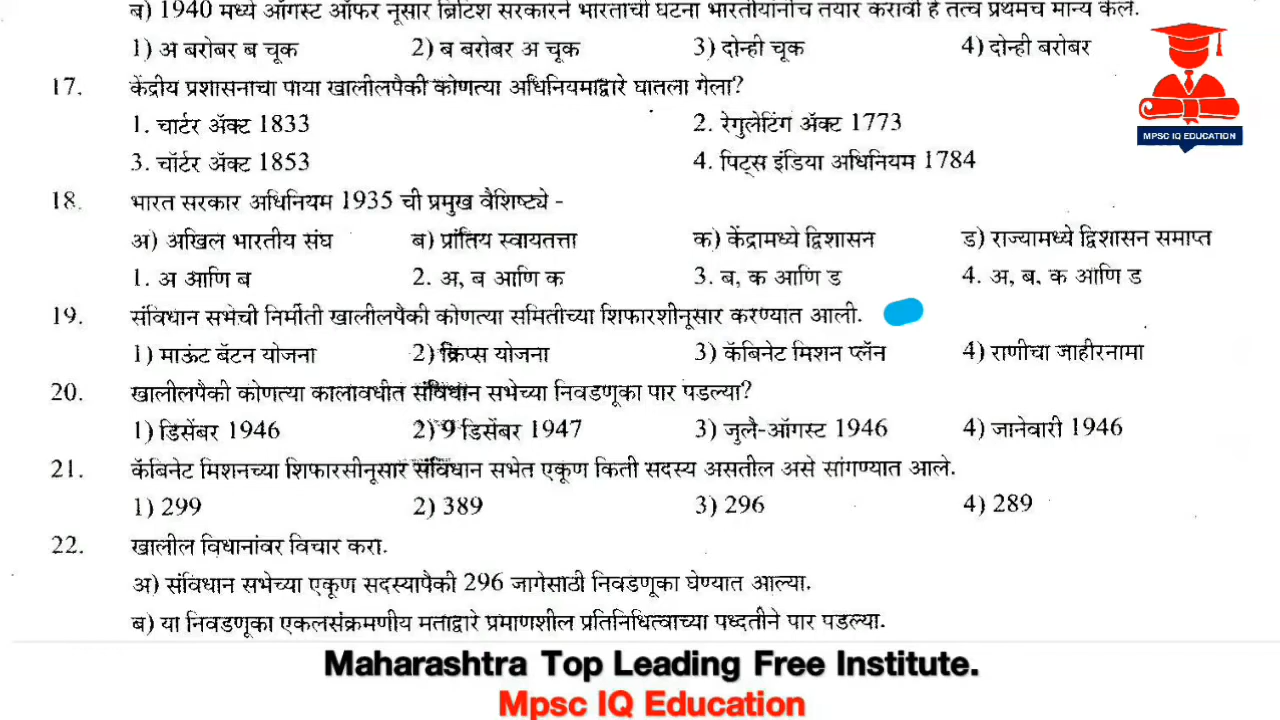 ब) 1940 मध्ये ऑगस्ट ऑफर नूसार ब्रिटिश सरकारने भारताची घटना भारतीयांनीच तयार करावी हे तत्व प्रथमच मान्य केले.
1) अ बरोबर ब चूक 2) ब बरोबर अ चूक 3) दोन्ही चूक 4) दोन्ही बरोबर
17. केंद्रीय प्रशासनाचा पाया खालीलपैकी कोणत्या अधिनियमाद्वारे घातला गेला?
1. चार्टर ॲक्ट 1833 2. रेगुलेटिंग ॲक्ट 1773
3. चॉर्टर ॲक्ट 1853 4. पिट्स इंडिया अधिनियम 1784
18. भारत सरकार अधिनियम 1935 ची प्रमुख वैशिष्ट्ये -
अ) अखिल भारतीय संघ ब) प्रांतिय स्वायतत्ता क) केंद्रामध्ये द्विशासन ड) राज्यामध्ये द्विशासन समाप्त
1. अ आणि ब 2. अ, ब आणि क 3. ब, क आणि ड 4. अ, ब, क आणि ड
19. संविधान सभेची निर्मीती खालीलपैकी कोणत्या समितीच्या शिफारशीनूसार करण्यात आली.
1) माऊंट बॅटन योजना 2) क्रिप्स योजना 3) कॅबिनेट मिशन प्लॅन 4) राणीचा जाहीरनामा
20. खालीलपैकी कोणत्या कालावधीत संविधान सभेच्या निवडणूका पार पडल्या?
1) डिसेंबर 1946 2) 9 डिसेंबर 1947 3) जुलै-ऑगस्ट 1946 4) जानेवारी 1946
21. कॅबिनेट मिशनच्या शिफारसीनूसार संविधान सभेत एकूण किती सदस्य असतील असे सांगण्यात आले.
1) 299 2) 389 3) 296 4) 289
22. खालील विधानांवर विचार करा.
अ) संविधान सभेच्या एकूण सदस्यापैकी 296 जागेसाठी निवडणूका घेण्यात आल्या.
ब) या निवडणूका एकलसंक्रमणीय मताद्वारे प्रमाणशील प्रतिनिधित्वाच्या पध्दतीने पार पडल्या.
MPSC IQ EDUCATION
Maharashtra Top Leading Free Institute.
Mpsc IQ Education